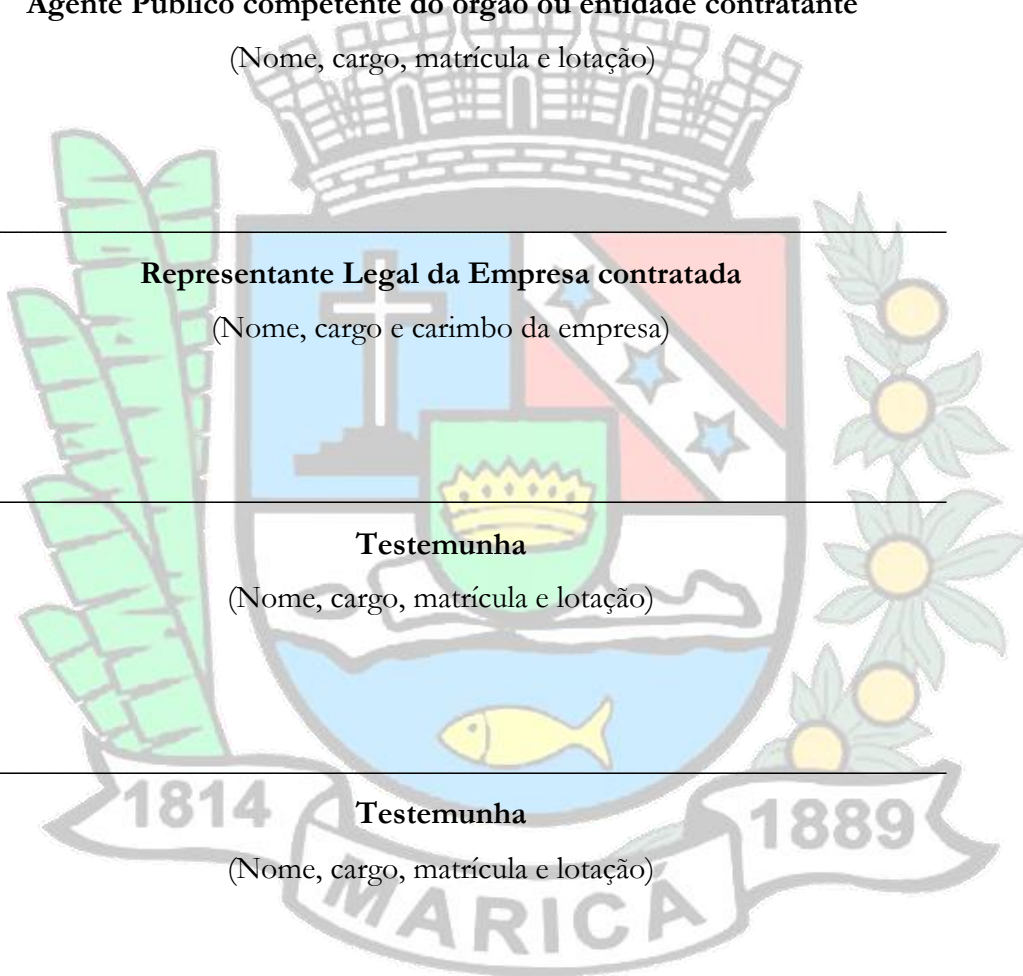 Agente Público competente do órgão ou entidade contratante
(Nome, cargo, matrícula e lotação)
Representante Legal da Empresa contratada
(Nome, cargo e carimbo da empresa)
Testemunha
(Nome, cargo, matrícula e lotação)
1814
1889
Testemunha
(Nome, cargo, matrícula e lotação)
MARICÁ